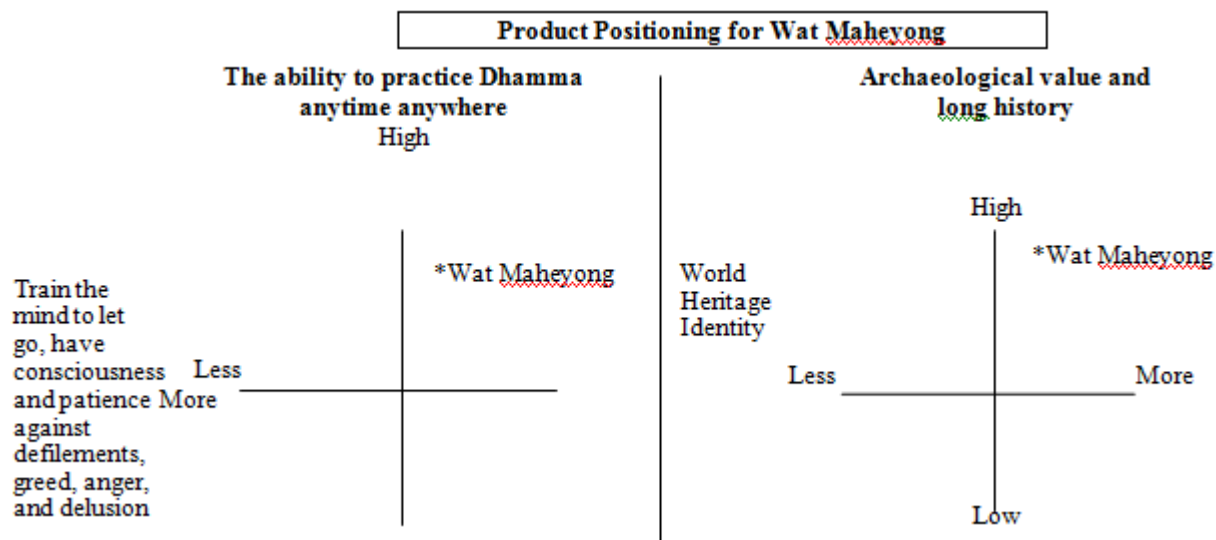 Product Positioning for Wat Maheyong
The ability to practice Dhamma
anytime anywhere
High
*Wat Maheyong
Train the
mind to let
go, have
consciousness
and patience
against
defilements,
greed, anger,
and delusion
Less
More
Archaeological value and
long history
High
*Wat Maheyong
World
Heritage
Identity
Less
More
Low